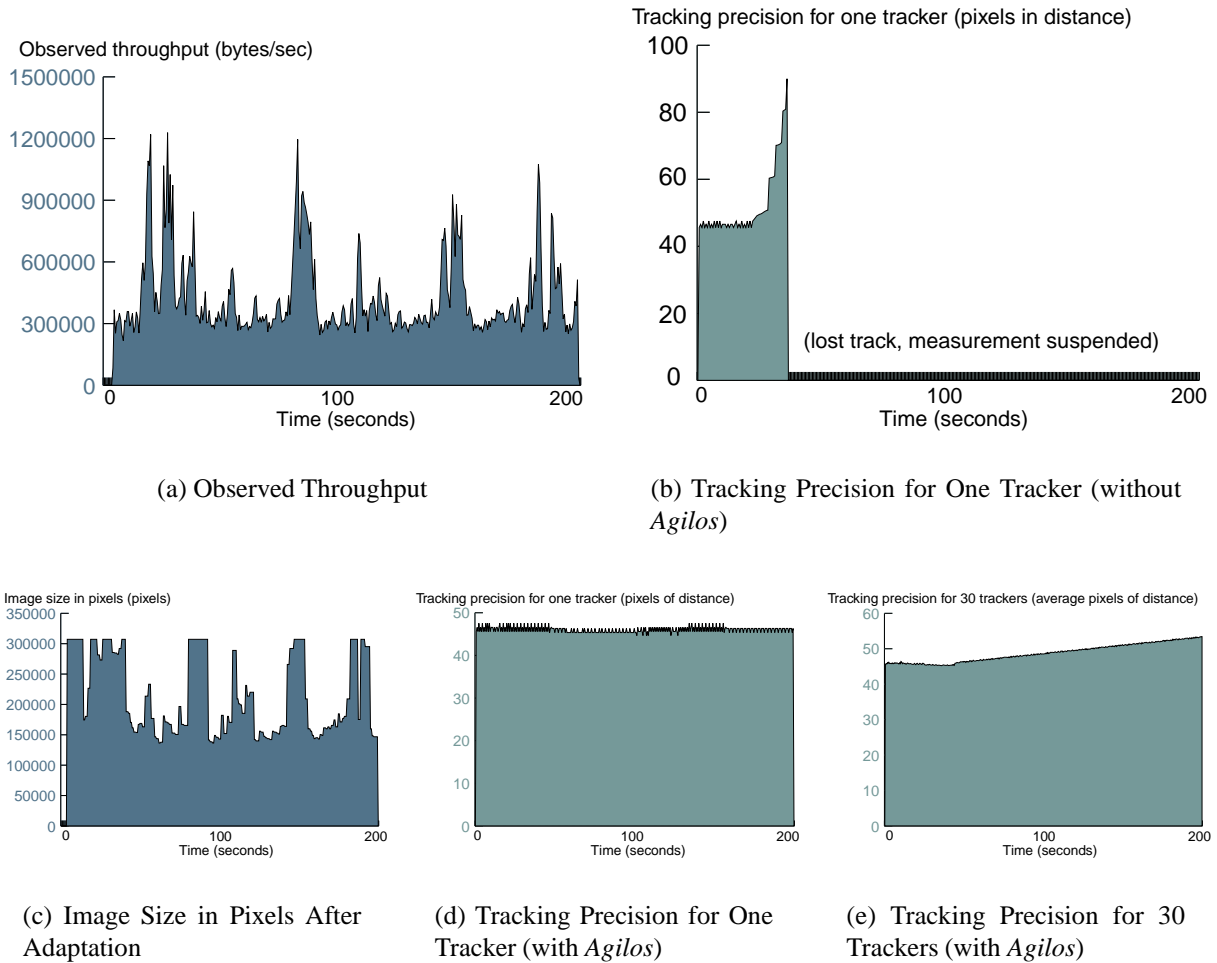 Observed throughput (bytes/sec)
1500000
1200000
900000
600000
300000
0
0
100
200
Time (seconds)
(a) Observed Throughput
Tracking precision for one tracker (pixels in distance)
100
80
60
40
20
0
(lost track, measurement suspended)
0
100
200
Time (seconds)
(b) Tracking Precision for One Tracker (without
Agilos)
Image size in pixels (pixels)
350000
300000
250000
200000
150000
100000
50000
0
0
100
200
Time (seconds)
(c) Image Size in Pixels After
Adaptation
Tracking precision for one tracker (pixels of distance)
50
40
30
20
10
0
0
100
200
Time (seconds)
(d) Tracking Precision for One
Tracker (with Agilos)
Tracking precision for 30 trackers (average pixels of distance)
60
50
40
30
20
10
0
0
100
200
Time (seconds)
(e) Tracking Precision for 30
Trackers (with Agilos)